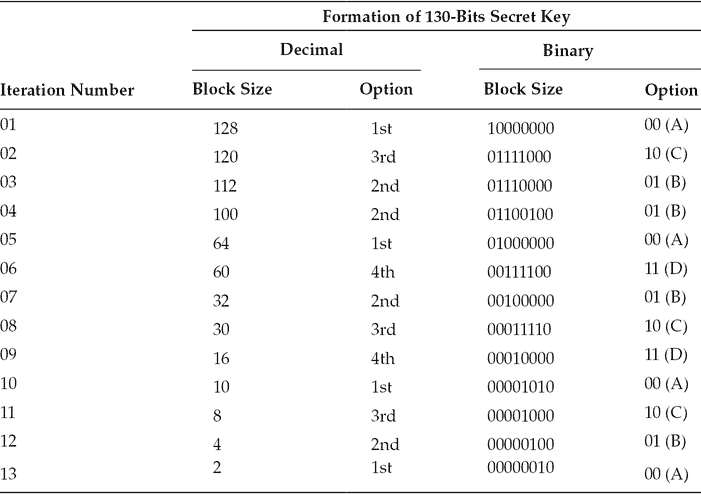 Formation of 130-Bits Secret Key
Decimal Binary
Iteration Number Block Size Option Block Size Option
01 128 1st 10000000 00 (A)
02 120 3rd 01111000 10 (C)
03 112 2nd 01110000 01 (B)
04 100 2nd 01100100 01 (B)
05 64 1st 01000000 00 (A)
06 60 4th 00111100 11 (D)
07 32 2nd 00100000 01 (B)
08 30 3rd 00011110 10 (C)
09 16 4th 00010000 11 (D)
10 10 1st 00001010 00 (A)
11 8 3rd 00001000 10 (C)
12 4 2nd 00000100 01 (B)
13 2 1st 00000010 00 (A)